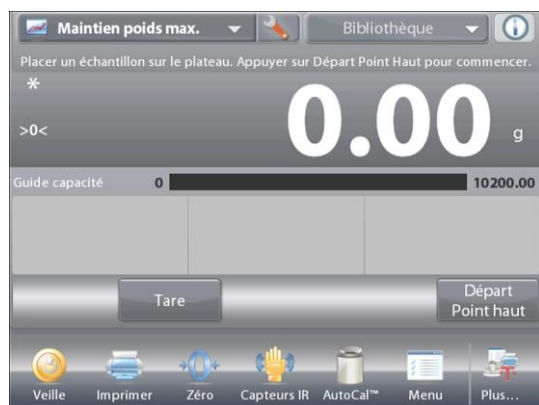 Maintien poids max. Bibliothèque
Placer un échantillon sur le plateau. Appuyer sur Départ Point Haut pour commencer.
*
>0< 0.00 g
Guide capacité 0 10200.00
Tare Départ
Point haut
Veille Imprimer Zéro Capteurs IR AutoCal™ Menu Plus...